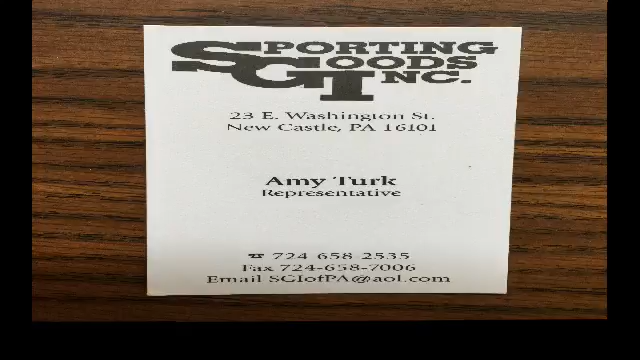 SPORTING
GOODS
INC.
23 E. Washington St.
New Castle, PA 16101
Amy Turk
Representative
☎ 724-658-2535
Fax 724-658-7006
Email SGIofPA@aol.com